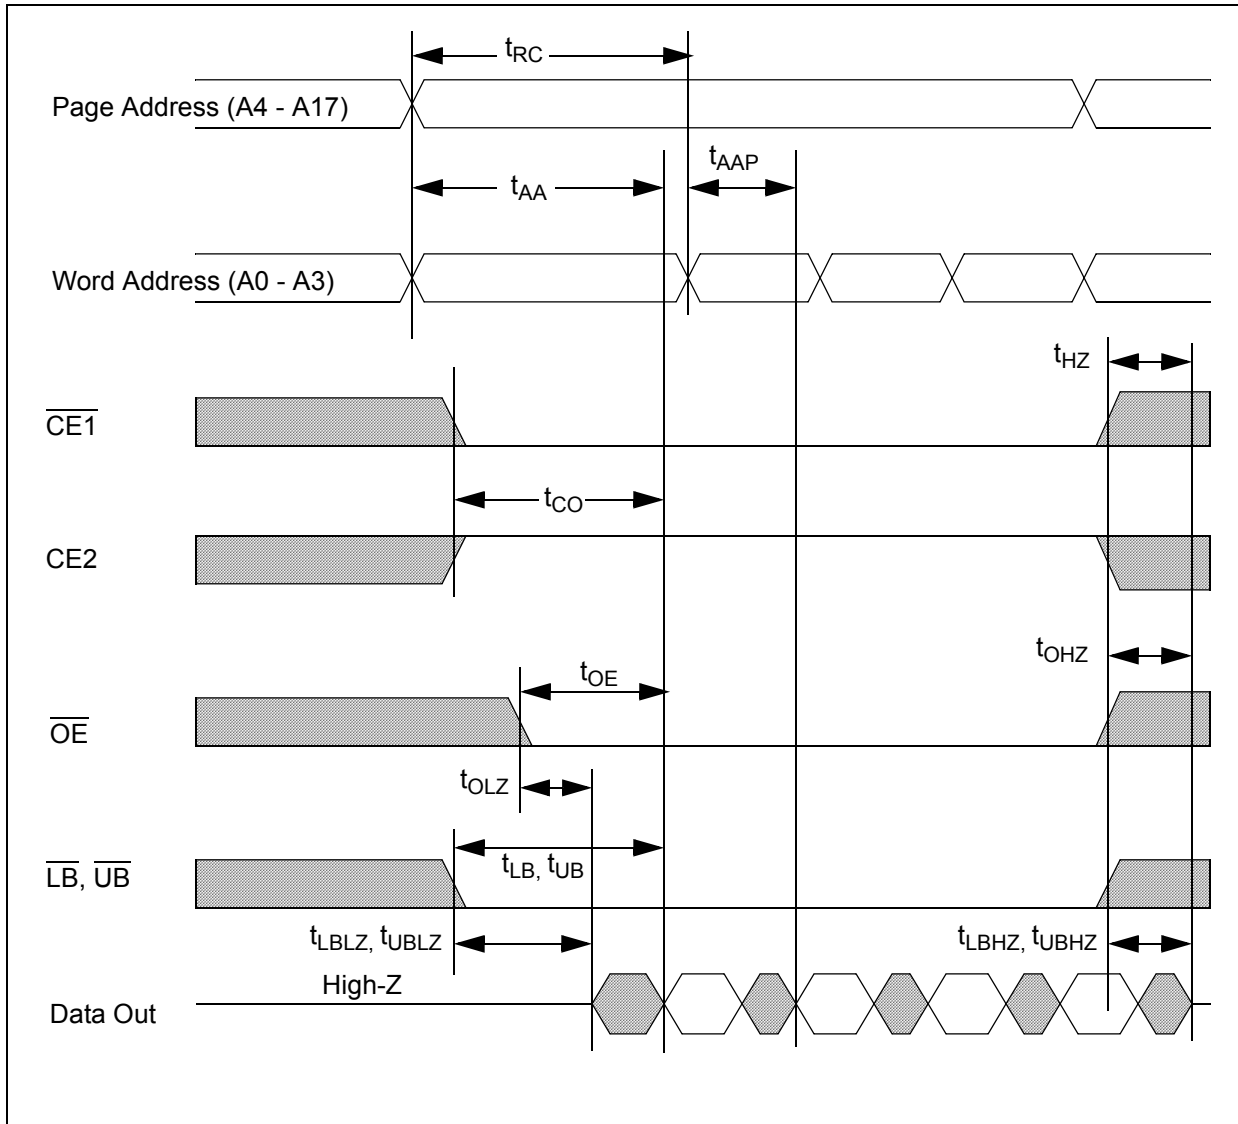 tRC
Page Address (A4 - A17)
tAAP
tAA
Word Address (A0 - A3)
tHZ
CE1
tCO
CE2
tOHZ
tOE
OE
tOLZ
LB, UB
tLB, tUB
tLBLZ, tUBLZ
tLBHZ, tUBHZ
High-Z
Data Out